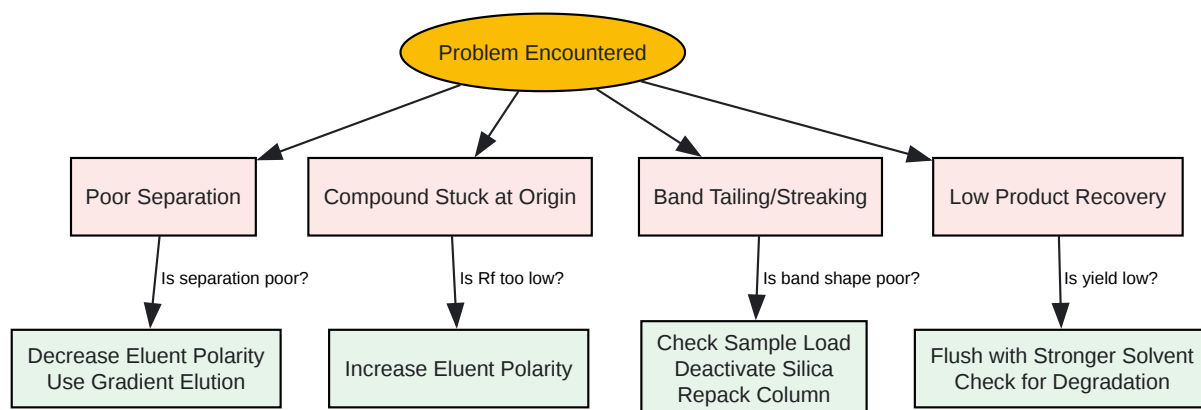 Problem Encountered
Poor Separation
Compound Stuck at Origin
Band Tailing/Streaking
Low Product Recovery
Is separation poor?
Is Rf too low?
Is band shape poor?
Is yield low?
Decrease Eluent Polarity
Use Gradient Elution
Increase Eluent Polarity
Check Sample Load
Deactivate Silica
Repack Column
Flush with Stronger Solvent
Check for Degradation